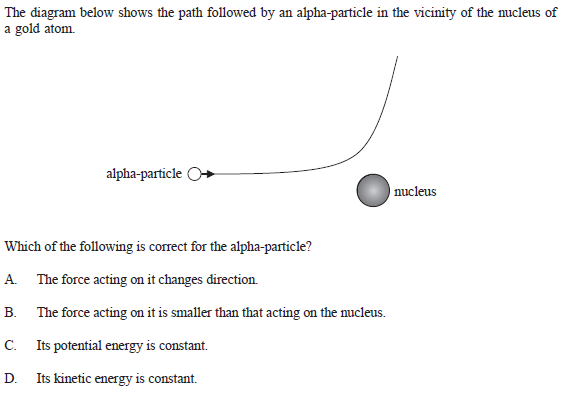 The diagram below shows the path followed by an alpha-particle in the vicinity of the nucleus of
a gold atom.
alpha-particle
nucleus
Which of the following is correct for the alpha-particle?
A. The force acting on it changes direction.
B. The force acting on it is smaller than that acting on the nucleus.
C. Its potential energy is constant.
D. Its kinetic energy is constant.